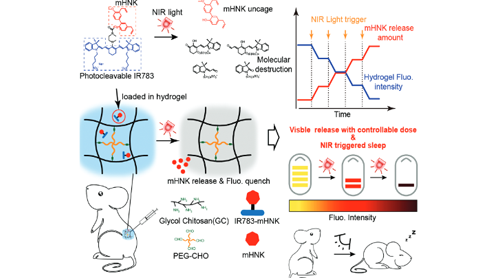 mHNK
NIR light
mHNK uncage
Photocleavable IR783
Molecular
destruction
NIR Light trigger
mHNK release
amount
Hydrogel Fluo.
intensity
Time
loaded in hydrogel
mHNK release & Fluo. quench
Visible release with controllable dose
&
NIR triggered sleep
Glycol Chitosan(GC)
IR783-mHNK
PEG-CHO
mHNK
Fluo. Intensity